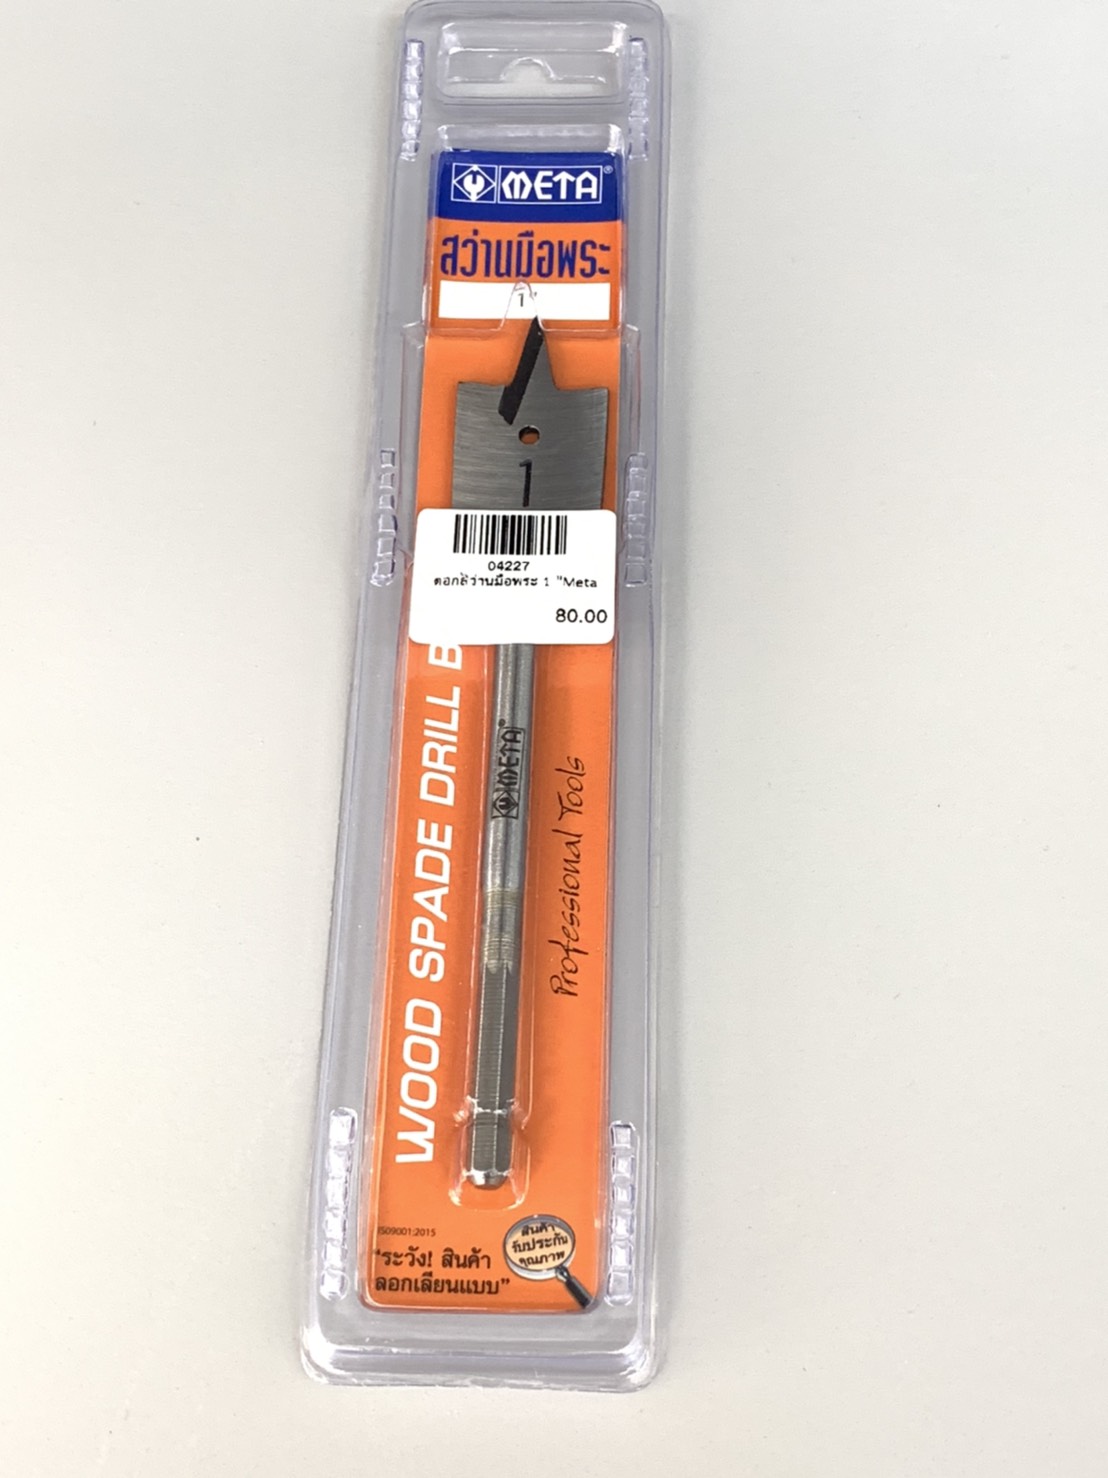 META®
สว่านมือพระ
1"
1
04227
ดอกสว่านมือพระ 1 "Meta
80.00
WOOD SPADE DRILL B
META®
Professional Tools
ISO9001:2015
"ระวัง! สินค้า
ลอกเลียนแบบ"
สินค้า
รับประกัน
คุณภาพ